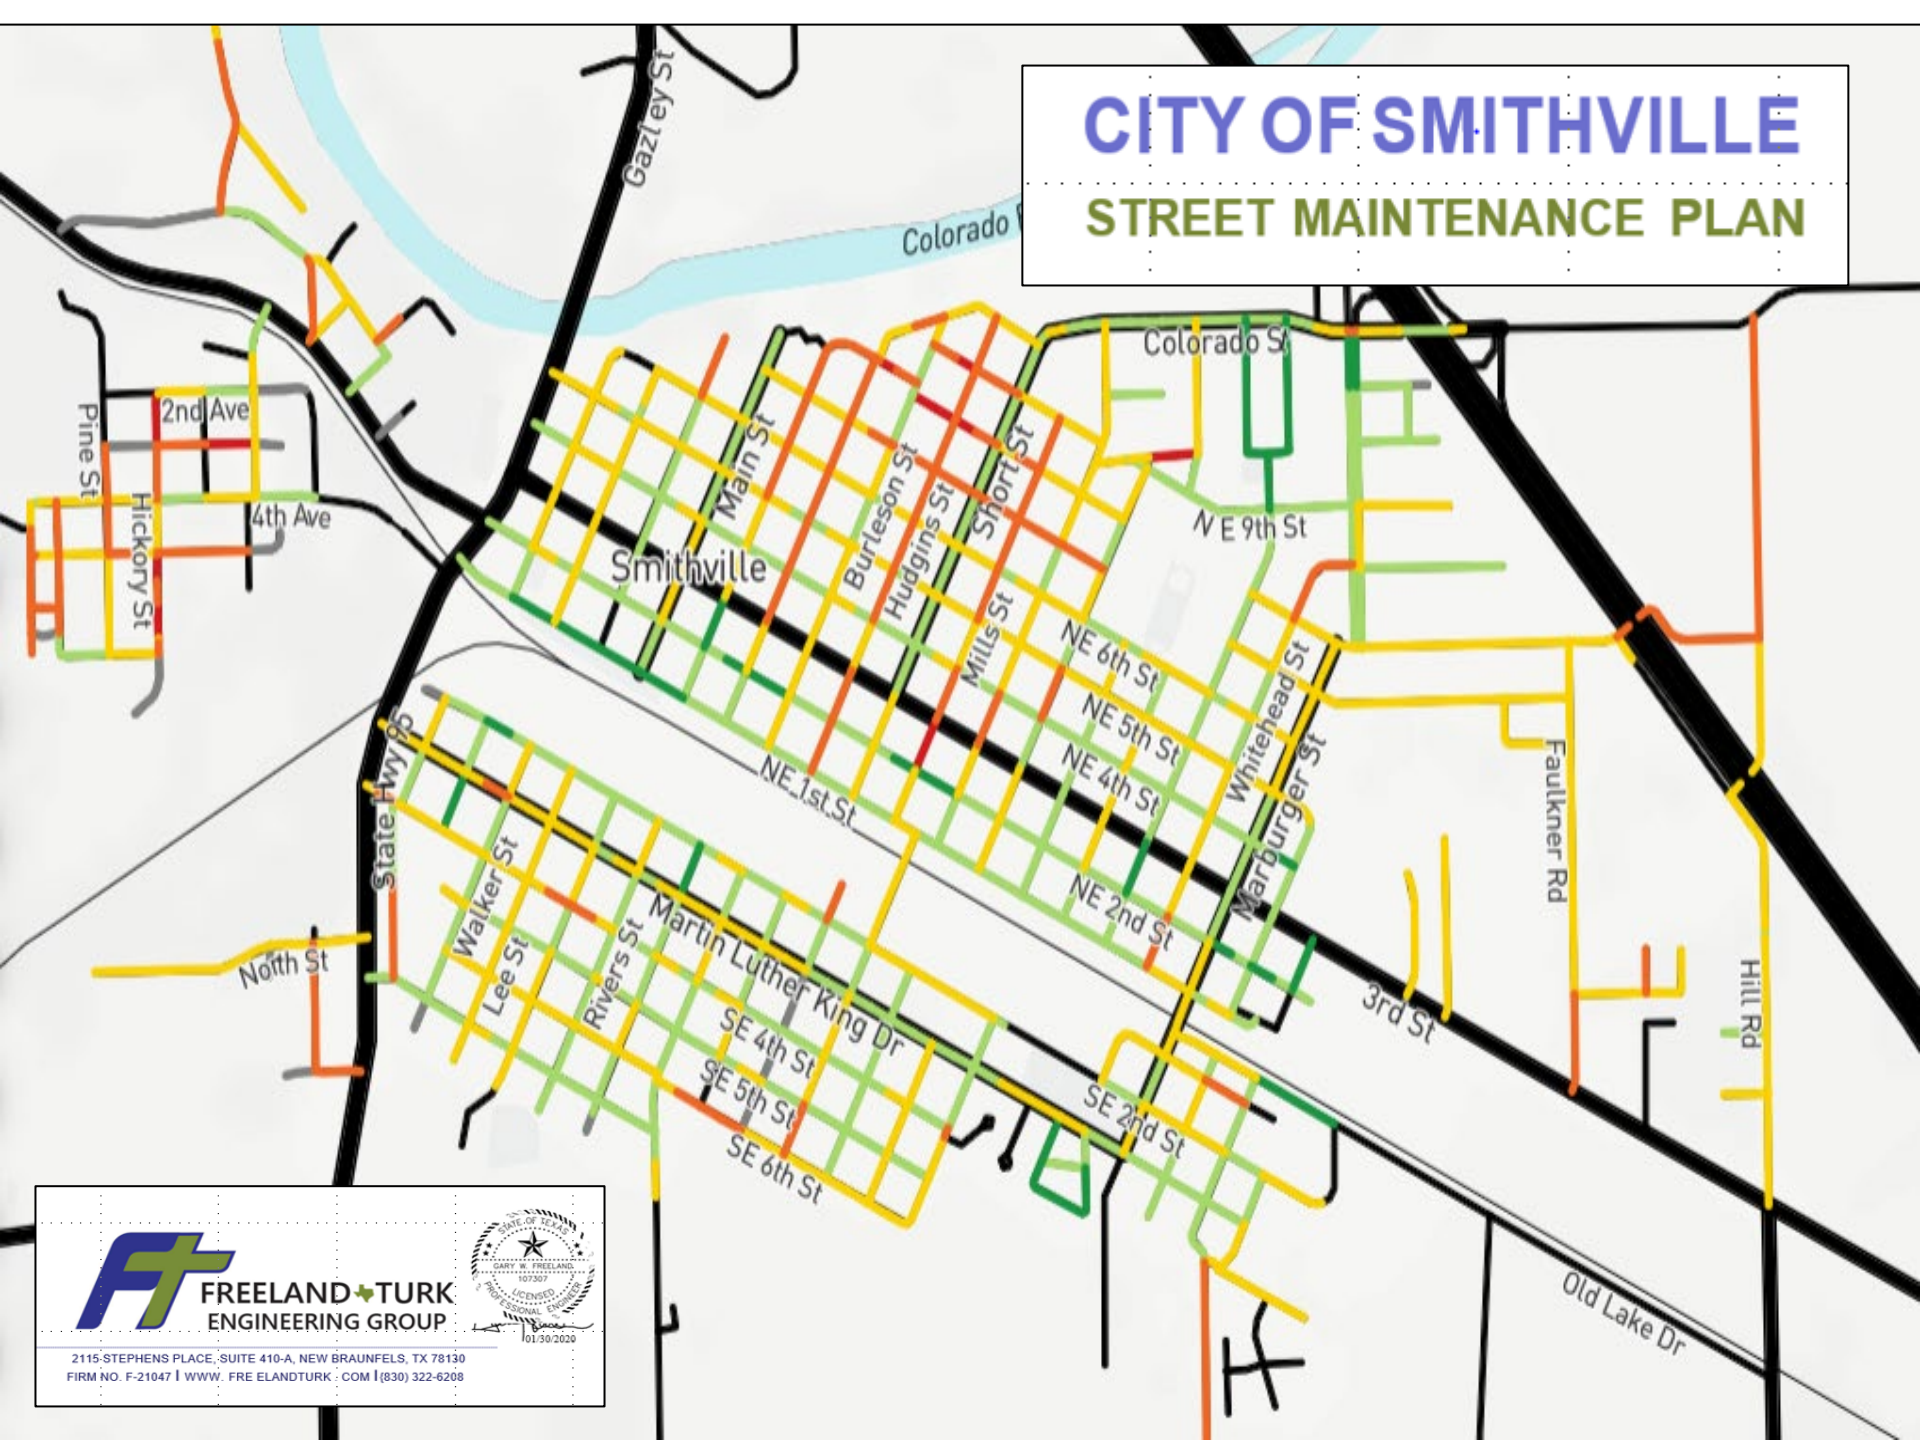 CITY OF SMITHVILLE
STREET MAINTENANCE PLAN
Gazley St
Colorado
Colorado St
2nd Ave
Pine St
Hickory St
4th Ave
Main St
Burleson St
Hudgins St
Short St
Mills St
Smithville
N E 9th St
NE 6th St
NE 5th St
NE 4th St
NE 2nd St
NE 1st St
Whitehead St
Marburger St
Faulkner Rd
Hill Rd
3rd St
State Hwy 95
North St
Walker St
Lee St
Rivers St
Martin Luther King Dr
SE 4th St
SE 5th St
SE 6th St
SE 2nd St
Old Lake Dr
FREELAND TURK
ENGINEERING GROUP
STATE OF TEXAS
GARY W. FREELAND
107307
LICENSED
PROFESSIONAL ENGINEER
01/30/2020
2115 STEPHENS PLACE, SUITE 410-A, NEW BRAUNFELS, TX 78130
FIRM NO. F-21047 | WWW. FRE ELANDTURK . COM | (830) 322-6208